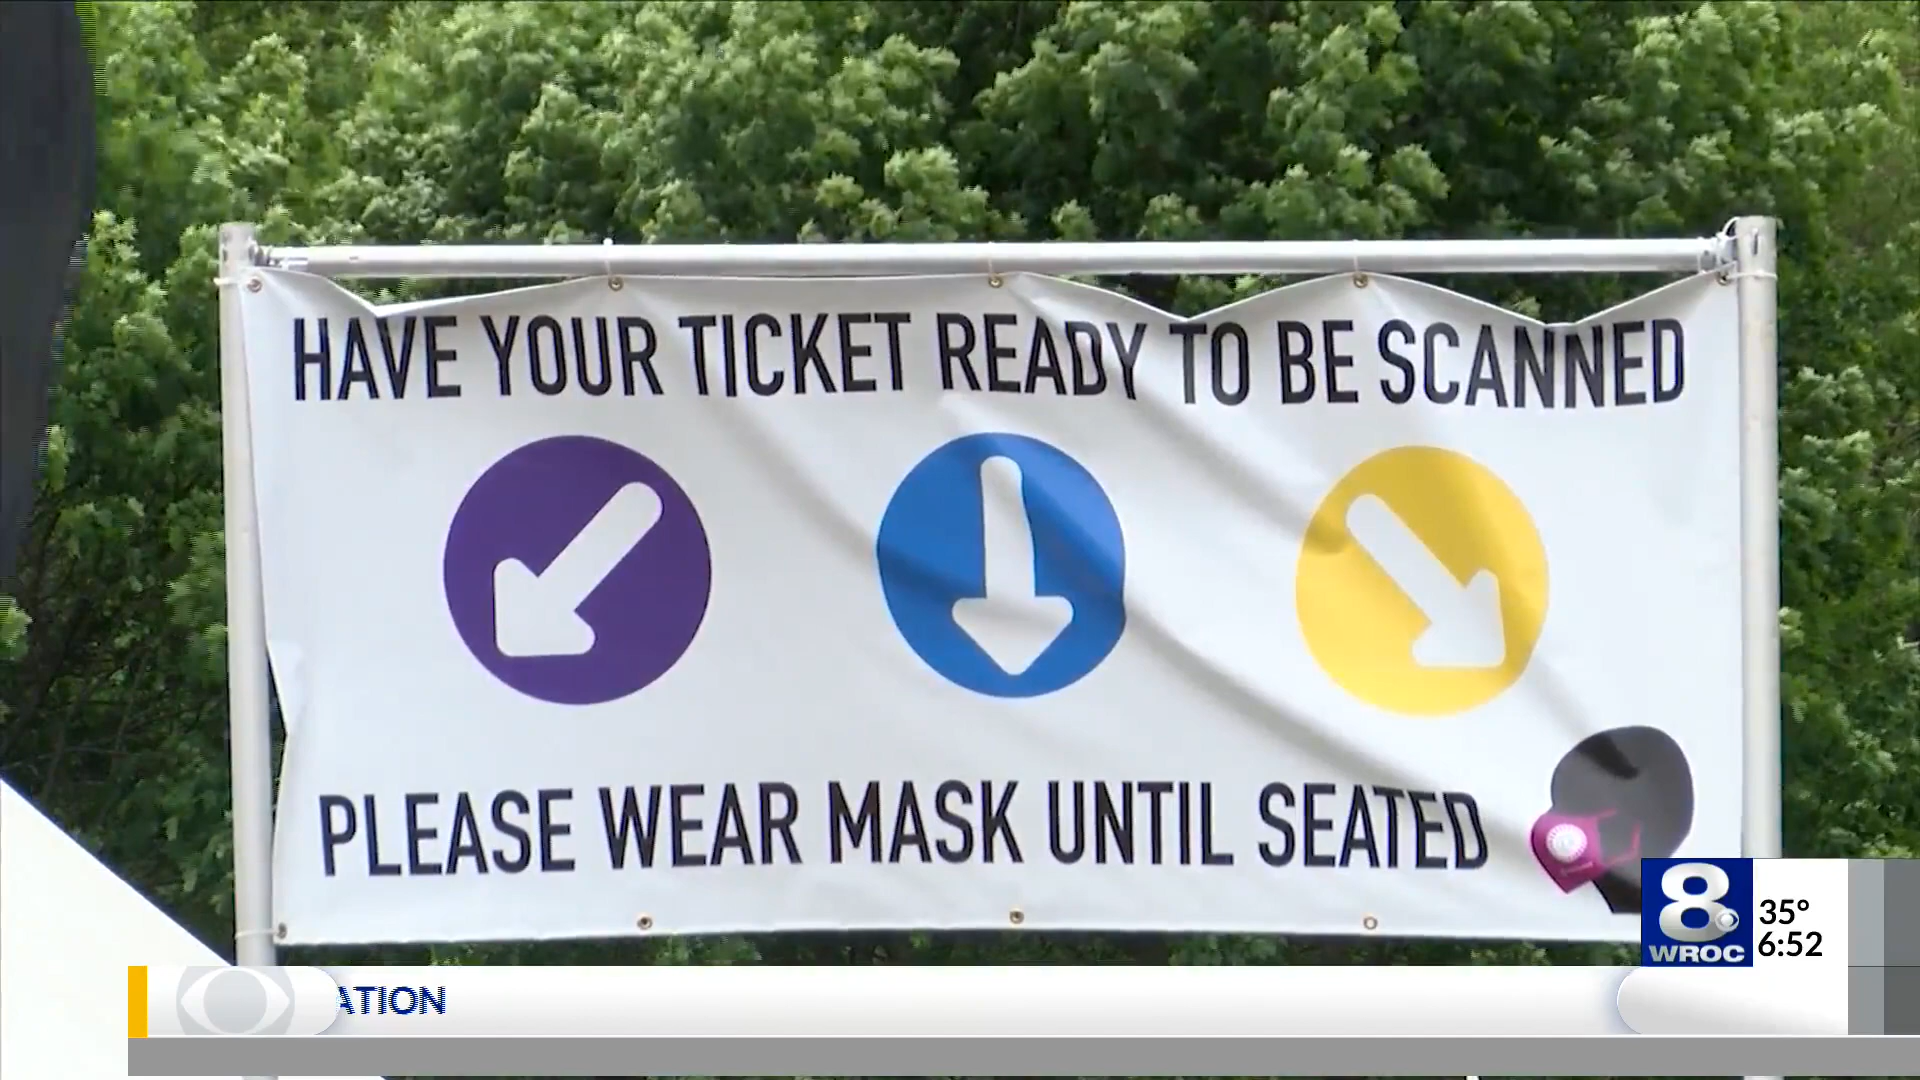 HAVE YOUR TICKET READY TO BE SCANNED
PLEASE WEAR MASK UNTIL SEATED
8
WROC
35°
6:52
ATION